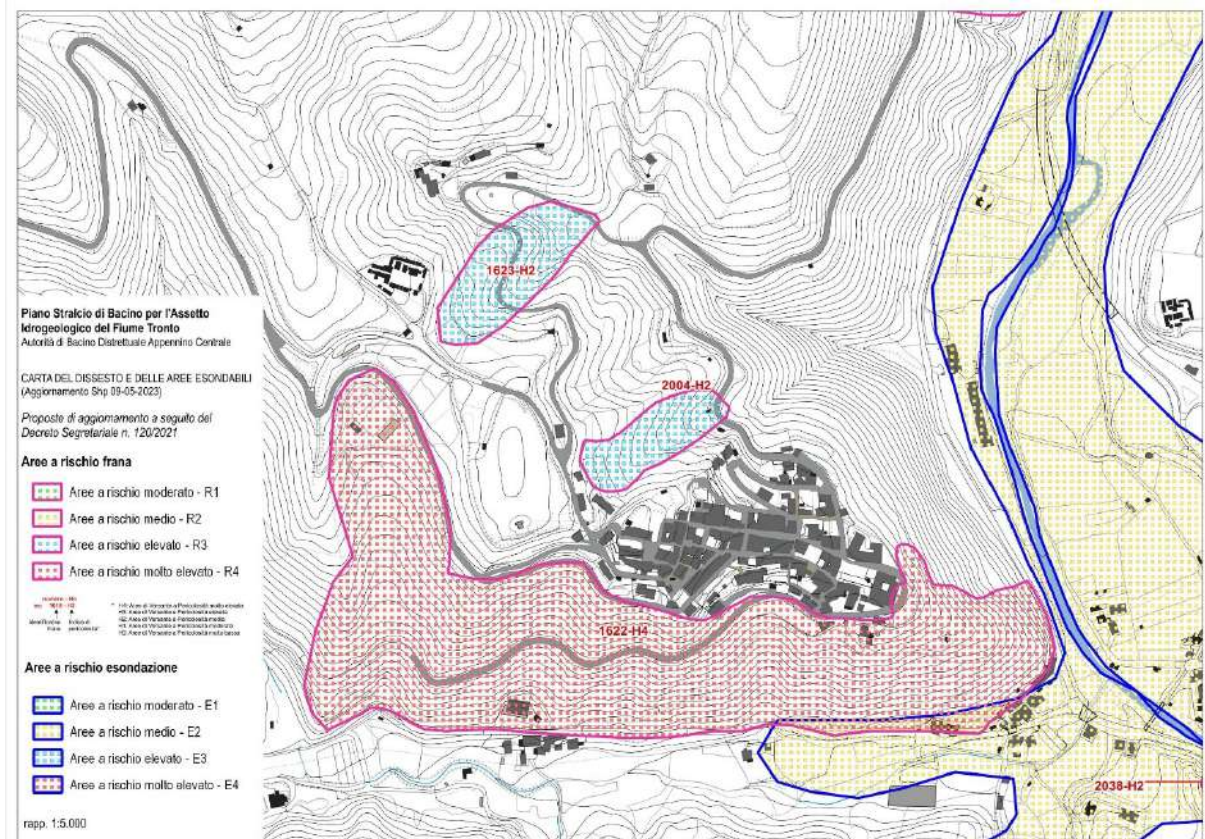 1623-H2
2004-H2
1622-H4
2038-H2
Piano Stralcio di Bacino per l'Assetto
Idrogeologico del Fiume Tronto
Autorità di Bacino Distrettuale Appennino Centrale
CARTA DEL DISSESTO E DELLE AREE ESONDABILI
(Aggiornamento Shp 09-05-2023)
Proposte di aggiornamento a seguito del
Decreto Segretariale n. 120/2021
Aree a rischio frana
Aree a rischio moderato - R1
Aree a rischio medio - R2
Aree a rischio elevato - R3
Aree a rischio molto elevato - R4
Aree a rischio esondazione
Aree a rischio moderato - E1
Aree a rischio medio - E2
Aree a rischio elevato - E3
Aree a rischio molto elevato - E4
rapp. 1:5.000